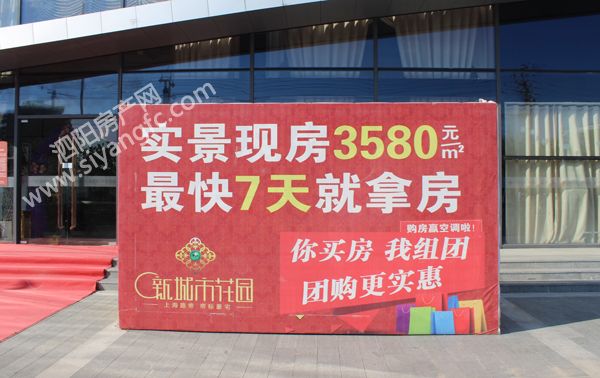 实景现房3580元/m²
最快7天就拿房
购房赢空调啦!
你买房 我组团
团购更实惠
新城市花园
泗阳房产网
www.siyangfc.com